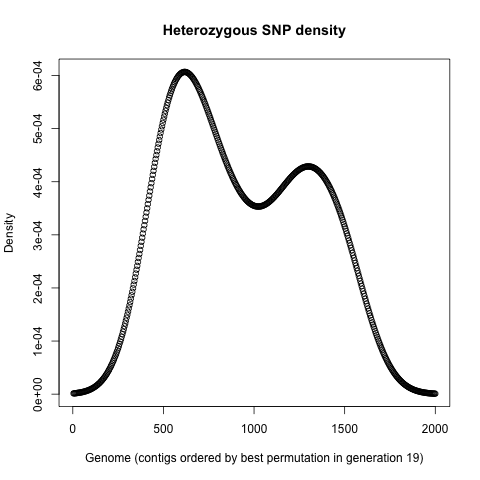 Heterozygous SNP density
Density
6e-04
5e-04
4e-04
3e-04
2e-04
1e-04
0e+00
0 500 1000 1500 2000
Genome (contigs ordered by best permutation in generation 19)